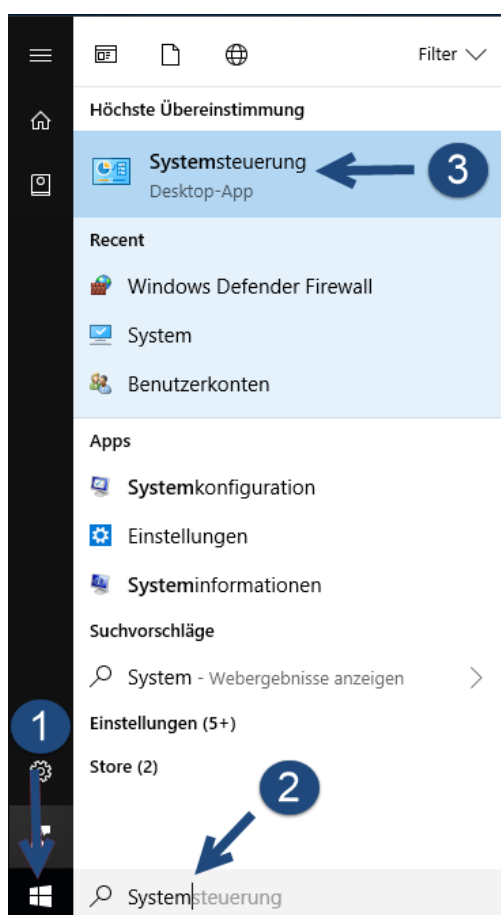 Filter
Höchste Übereinstimmung
Systemsteuerung
3
Desktop-App
Recent
Windows Defender Firewall
System
Benutzerkonten
Apps
Systemkonfiguration
Einstellungen
Systeminformationen
Suchvorschläge
System - Webergebnisse anzeigen
1
Einstellungen (5+)
Store (2)
2
Systemsteuerung